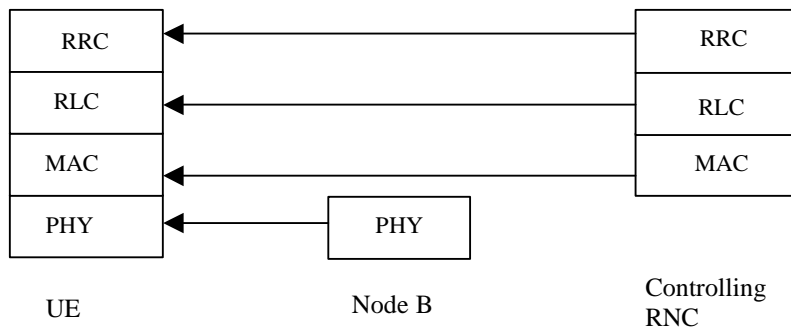 RRC
RRC
RLC
RLC
MAC
MAC
PHY
PHY
UE
Node B
Controlling
RNC